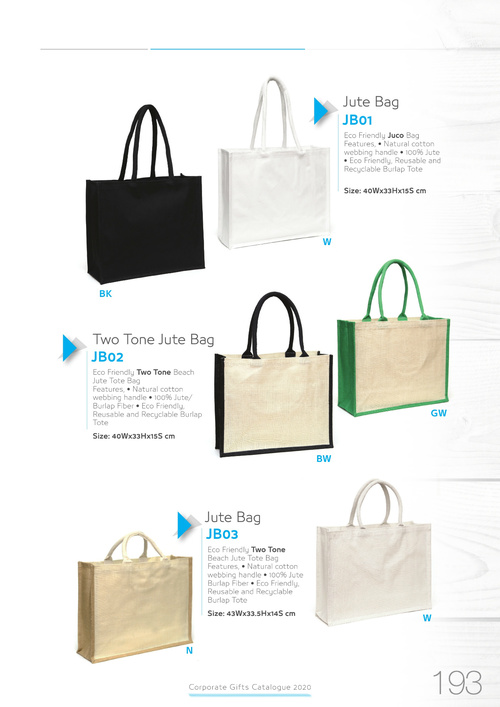 Jute Bag
JB01
Eco Friendly Juco Bag
Features, • Natural cotton
webbing handle • 100% Jute
• Eco Friendly, Reusable and
Recyclable Burlap Tote
Size: 40Wx33Hx15S cm
W
BK
Two Tone Jute Bag
JB02
Eco Friendly Two Tone Beach
Jute Tote Bag
Features, • Natural cotton
webbing handle • 100% Jute/
Burlap Fiber • Eco Friendly,
Reusable and Recyclable Burlap
Tote
Size: 40Wx33Hx15S cm
GW
BW
Jute Bag
JB03
Eco Friendly Two Tone
Beach Jute Tote Bag
Features, • Natural cotton
webbing handle • 100% Jute
Burlap Fiber • Eco Friendly,
Reusable and Recyclable
Burlap Tote
Size: 43Wx33.5Hx14S cm
W
N
Corporate Gifts Catalogue 2020
193